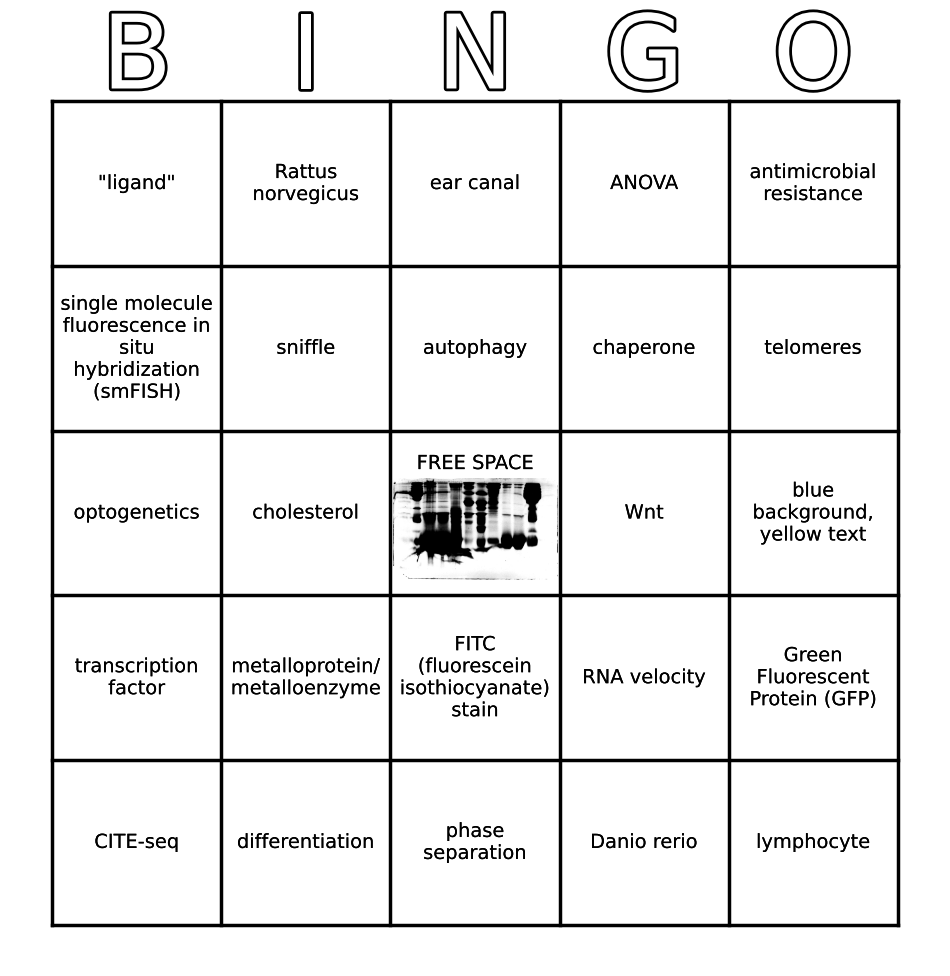 B I N G O
"ligand"
Rattus
norvegicus
ear canal
ANOVA
antimicrobial
resistance
single molecule
fluorescence in
situ
hybridization
(smFISH)
sniffle
autophagy
chaperone
telomeres
optogenetics
cholesterol
FREE SPACE
Wnt
blue
background,
yellow text
transcription
factor
metalloprotein/
metalloenzyme
FITC
(fluorescein
isothiocyanate)
stain
RNA velocity
Green
Fluorescent
Protein (GFP)
CITE-seq
differentiation
phase
separation
Danio rerio
lymphocyte